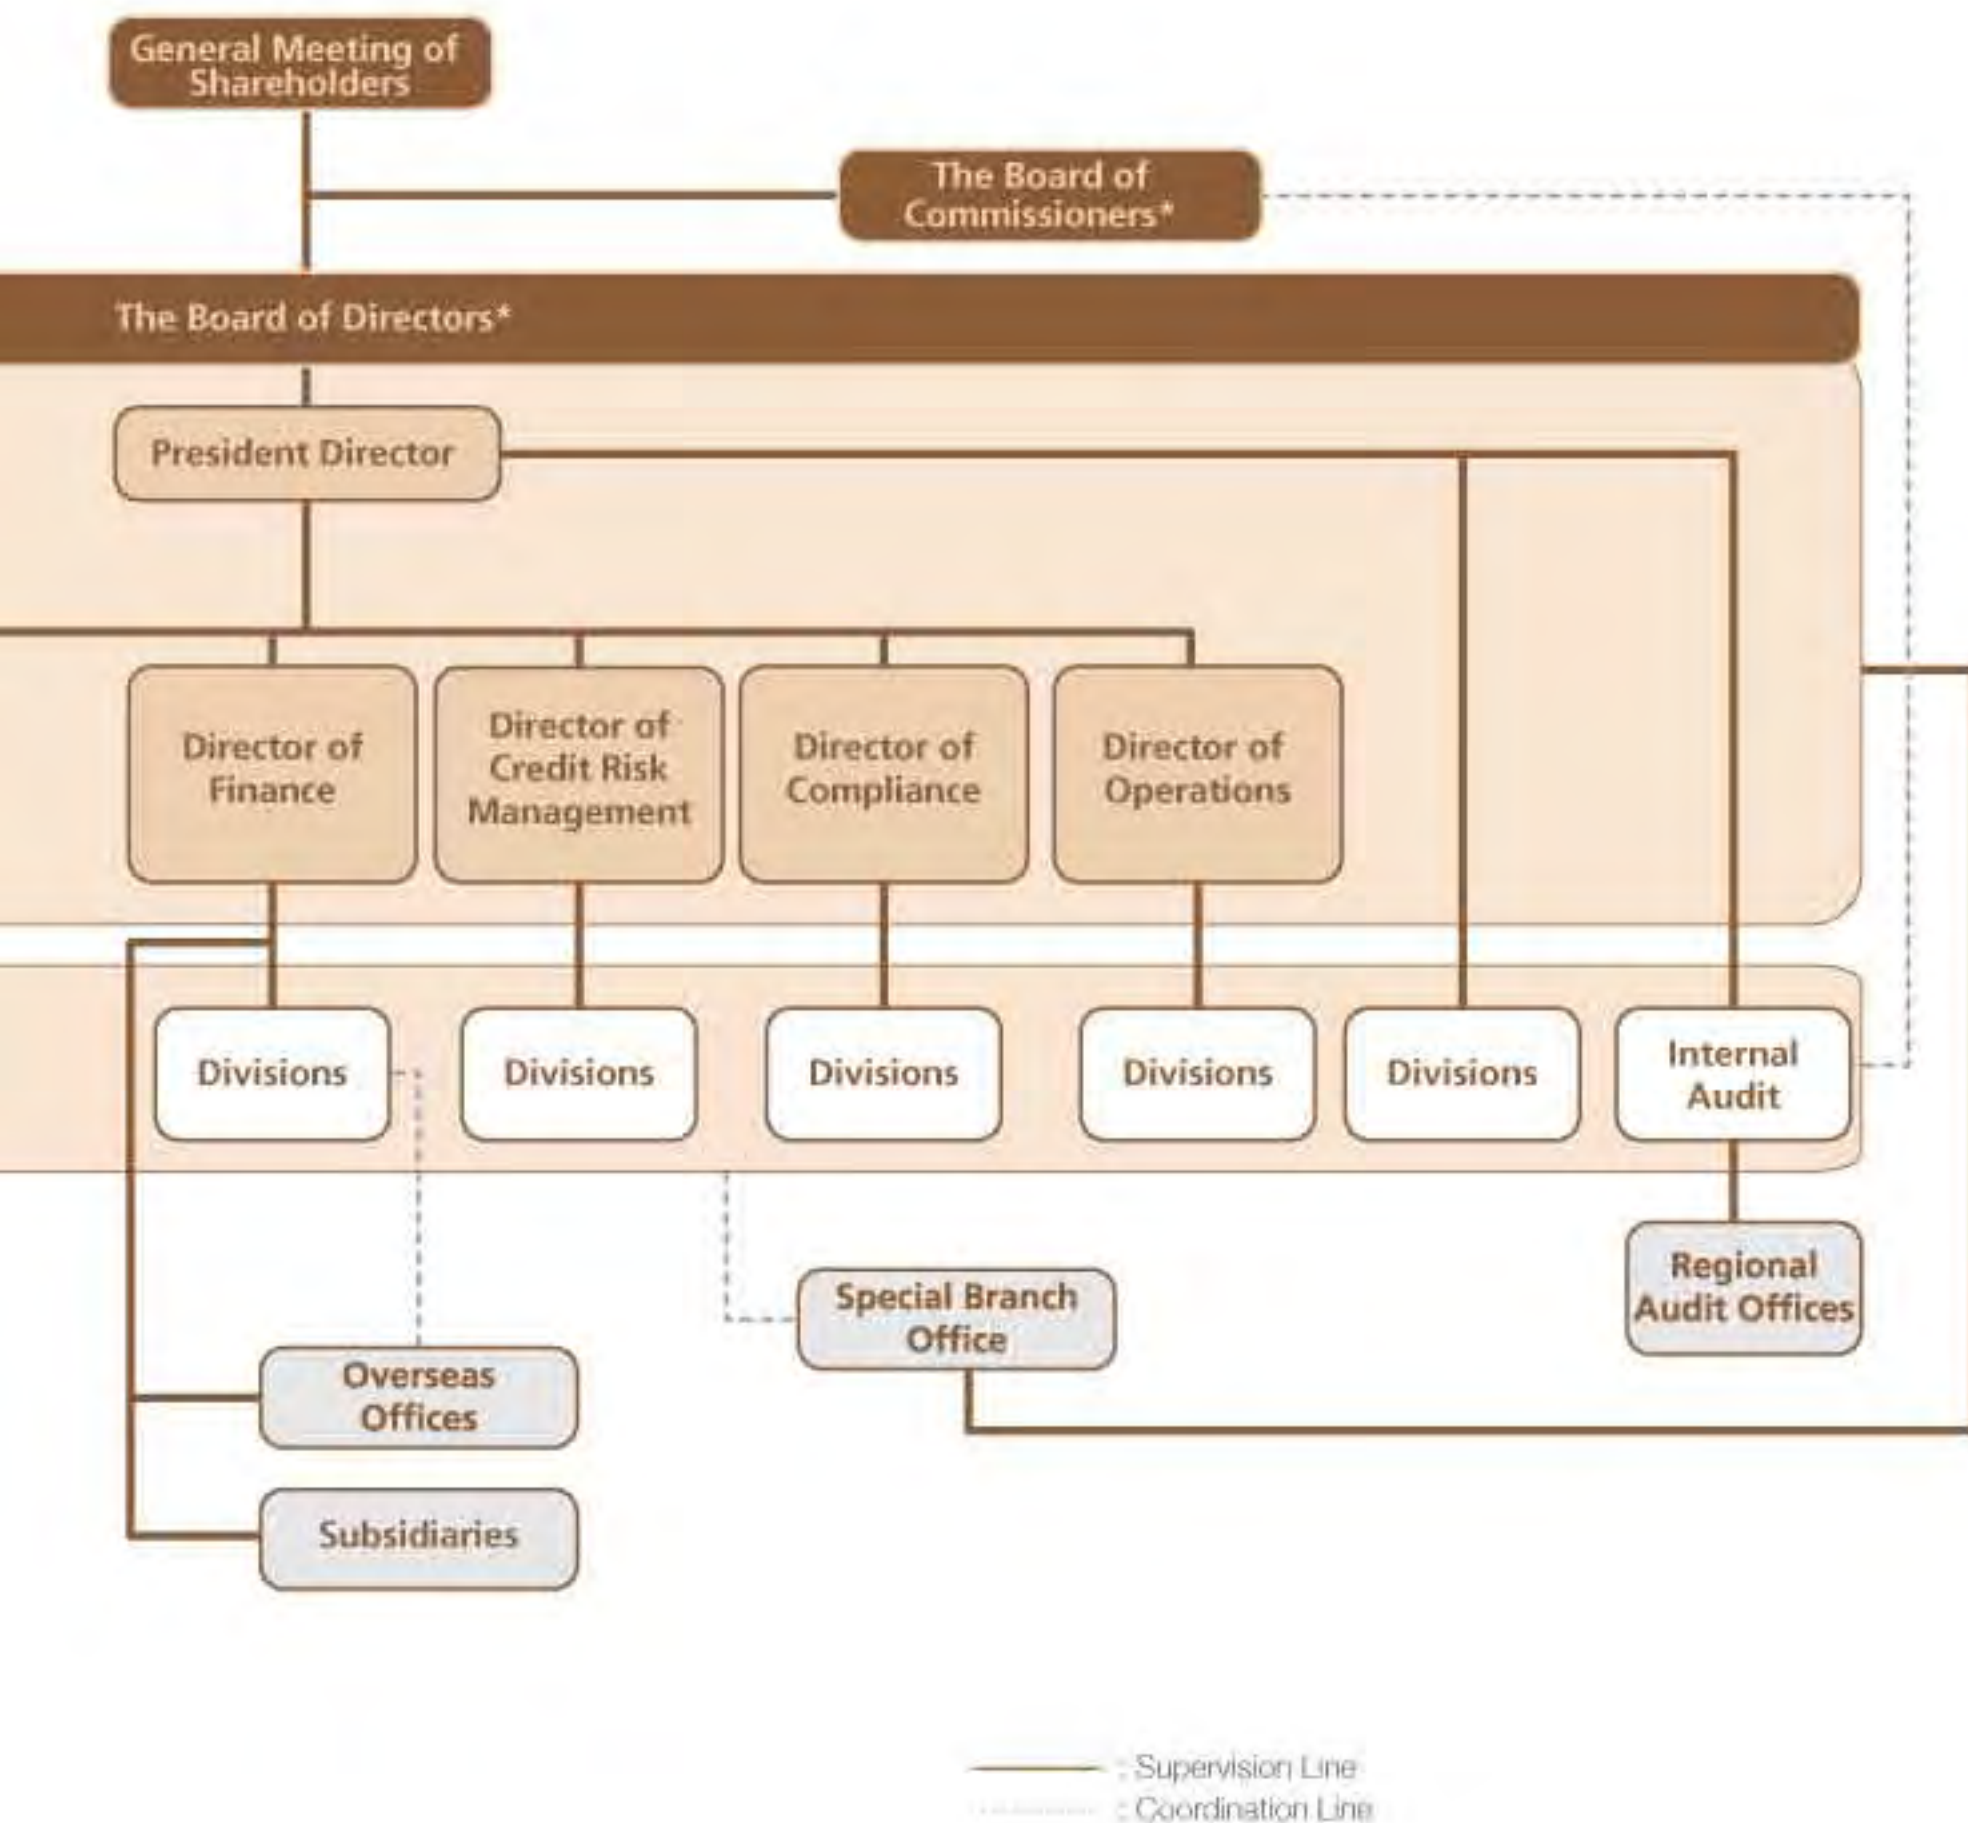 General Meeting of
Shareholders
The Board of
Commissioners*
The Board of Directors*
President Director
Director of
Finance
Director of
Credit Risk
Management
Director of
Compliance
Director of
Operations
Divisions
Divisions
Divisions
Divisions
Divisions
Internal
Audit
Regional
Audit Offices
Special Branch
Office
Overseas
Offices
Subsidiaries
: Supervision Line
: Coordination Line